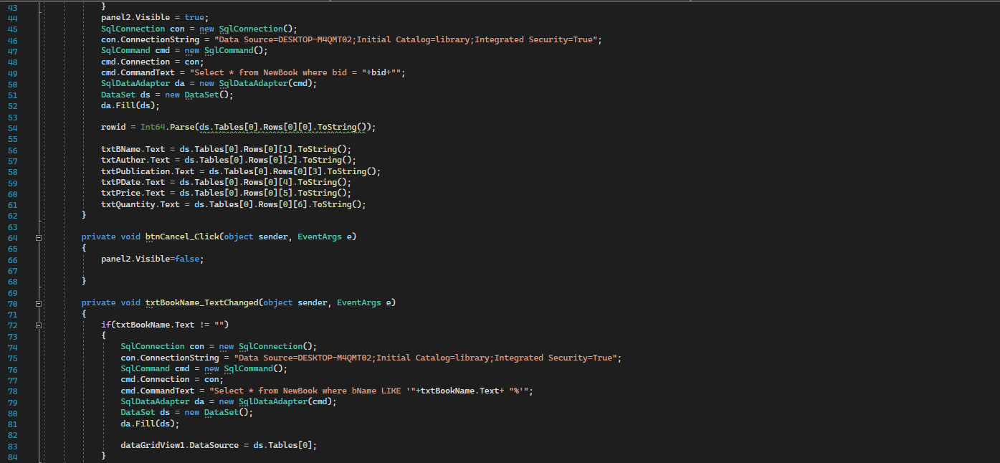 43 }
44 panel2.Visible = true;
45 SqlConnection con = new SqlConnection();
46 con.ConnectionString = "Data Source=DESKTOP-M4QMT02;Initial Catalog=library;Integrated Security=True";
47 SqlCommand cmd = new SqlCommand();
48 cmd.Connection = con;
49 cmd.CommandText = "Select * from NewBook where bid = "+bid+"";
50 SqlDataAdapter da = new SqlDataAdapter(cmd);
51 DataSet ds = new DataSet();
52 da.Fill(ds);
53
54 rowid = Int64.Parse(ds.Tables[0].Rows[0][0].ToString());
55
56 txtBName.Text = ds.Tables[0].Rows[0][1].ToString();
57 txtAuthor.Text = ds.Tables[0].Rows[0][2].ToString();
58 txtPublication.Text = ds.Tables[0].Rows[0][3].ToString();
59 txtPDate.Text = ds.Tables[0].Rows[0][4].ToString();
60 txtPrice.Text = ds.Tables[0].Rows[0][5].ToString();
61 txtQuantity.Text = ds.Tables[0].Rows[0][6].ToString();
62 }
63
64 private void btnCancel_Click(object sender, EventArgs e)
65 {
66 panel2.Visible=false;
67
68 }
69
70 private void txtBookName_TextChanged(object sender, EventArgs e)
71 {
72 if(txtBookName.Text != "")
73 {
74 SqlConnection con = new SqlConnection();
75 con.ConnectionString = "Data Source=DESKTOP-M4QMT02;Initial Catalog=library;Integrated Security=True";
76 SqlCommand cmd = new SqlCommand();
77 cmd.Connection = con;
78 cmd.CommandText = "Select * from NewBook where bName LIKE '"+txtBookName.Text+ "%'";
79 SqlDataAdapter da = new SqlDataAdapter(cmd);
80 DataSet ds = new DataSet();
81 da.Fill(ds);
82
83 dataGridView1.DataSource = ds.Tables[0];
84 }